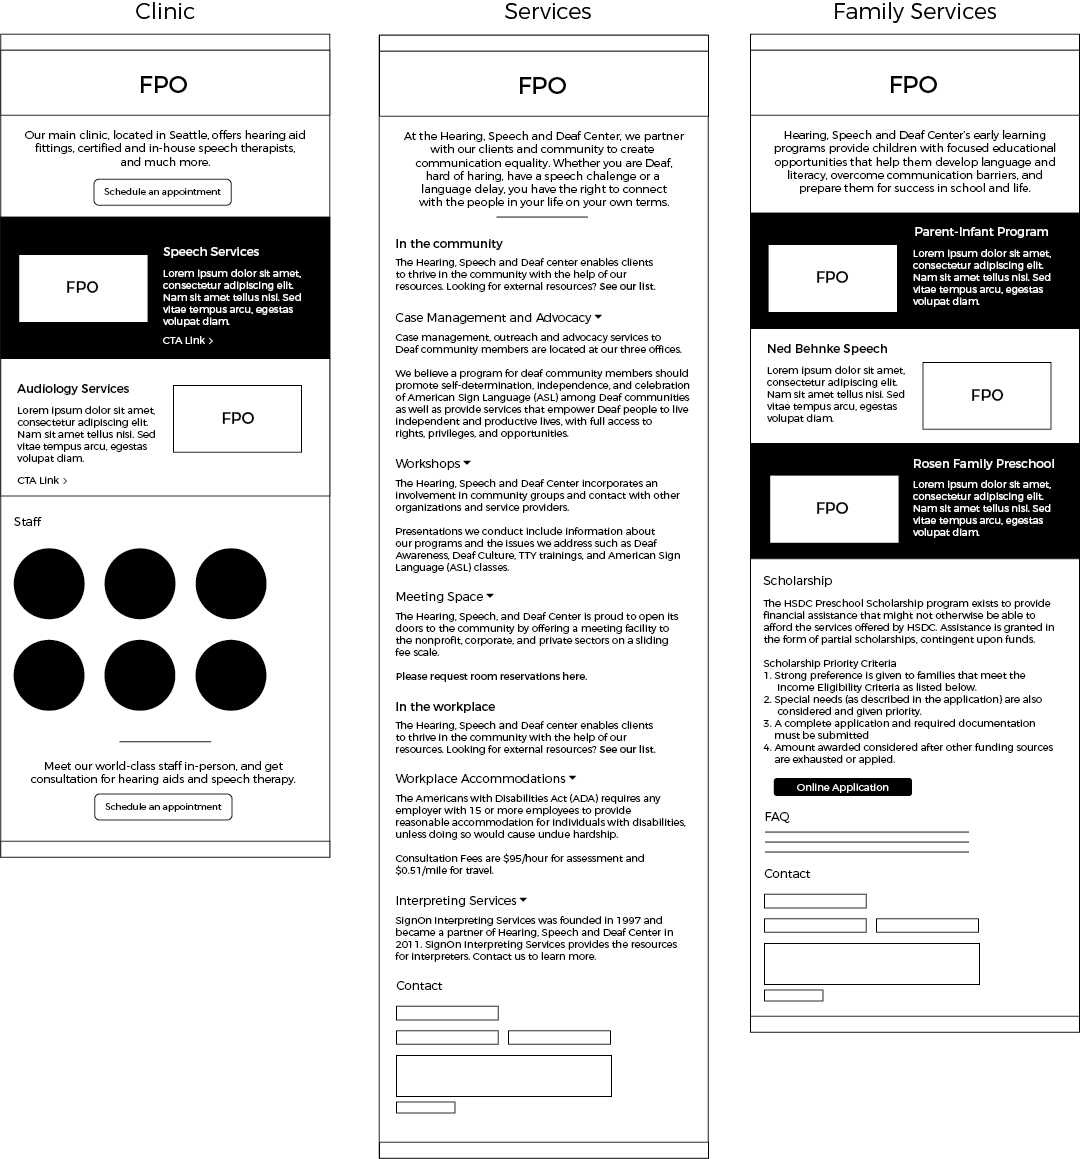 Clinic
FPO
Our main clinic, located in Seattle, offers hearing aid
fittings, certified and in-house speech therapists,
and much more.
Schedule an appointment
FPO
Speech Services
Lorem ipsum dolor sit amet,
consectetur adipiscing elit.
Nam sit amet tellus nisi. Sed
vitae tempus arcu, egestas
volupat diam.
CTA Link >
Audiology Services
Lorem ipsum dolor sit amet,
consectetur adipiscing elit.
Nam sit amet tellus nisi. Sed
vitae tempus arcu, egestas
volupat diam.
CTA Link >
FPO
Staff
Meet our world-class staff in-person, and get
consultation for hearing aids and speech therapy.
Schedule an appointment
Services
FPO
At the Hearing, Speech and Deaf Center, we partner
with our clients and community to create
communication equality. Whether you are Deaf,
hard of haring, have a speech chalenge or a
language delay, you have the right to connect
with the people in your life on your own terms.
In the community
The Hearing, Speech and Deaf center enables clients
to thrive in the community with the help of our
resources. Looking for external resources? See our list.
Case Management and Advocacy
Case management, outreach and advocacy services to
Deaf community members are located at our three offices.
We believe a program for deaf community members should
promote self-determination, independence, and celebration
of American Sign Language (ASL) among Deaf communities
as well as provide services that empower Deaf people to live
independent and productive lives, with full access to
rights, privileges, and opportunities.
Workshops
The Hearing, Speech and Deaf Center incorporates an
involvement in community groups and contact with other
organizations and service providers.
Presentations we conduct include information about
our programs and the issues we address such as Deaf
Awareness, Deaf Culture, TTY trainings, and American Sign
Language (ASL) classes.
Meeting Space
The Hearing, Speech, and Deaf Center is proud to open its
doors to the community by offering a meeting facility to
the nonprofit, corporate, and private sectors on a sliding
fee scale.
Please request room reservations here.
In the workplace
The Hearing, Speech and Deaf center enables clients
to thrive in the community with the help of our
resources. Looking for external resources? See our list.
Workplace Accommodations
The Americans with Disabilities Act (ADA) requires any
employer with 15 or more employees to provide
reasonable accommodation for individuals with disabilities,
unless doing so would cause undue hardship.
Consultation Fees are $95/hour for assessment and
$0.51/mile for travel.
Interpreting Services
SignOn Interpreting Services was founded in 1997 and
became a partner of Hearing, Speech and Deaf Center in
2011. SignOn Interpreting Services provides the resources
for interpreters. Contact us to learn more.
Contact
Family Services
FPO
Hearing, Speech and Deaf Center's early learning
programs provide children with focused educational
opportunities that help them develop language and
literacy, overcome communication barriers, and
prepare them for success in school and life.
FPO
Parent-Infant Program
Lorem ipsum dolor sit amet,
consectetur adipiscing elit.
Nam sit amet tellus nisi. Sed
vitae tempus arcu, egestas
volupat diam.
Ned Behnke Speech
Lorem ipsum dolor sit amet,
consectetur adipiscing elit.
Nam sit amet tellus nisi. Sed
vitae tempus arcu, egestas
volupat diam.
FPO
FPO
Rosen Family Preschool
Lorem ipsum dolor sit amet,
consectetur adipiscing elit.
Nam sit amet tellus nisi. Sed
vitae tempus arcu, egestas
volupat diam.
Scholarship
The HSDC Preschool Scholarship program exists to provide
financial assistance that might not otherwise be able to
afford the services offered by HSDC. Assistance is granted in
the form of partial scholarships, contingent upon funds.
Scholarship Priority Criteria
1. Strong preference is given to families that meet the
Income Eligibility Criteria as listed below.
2. Special needs (as described in the application) are also
considered and given priority.
3. A complete application and required documentation
must be submitted
4. Amount awarded considered after other funding sources
are exhausted or appied.
Online Application
FAQ
Contact